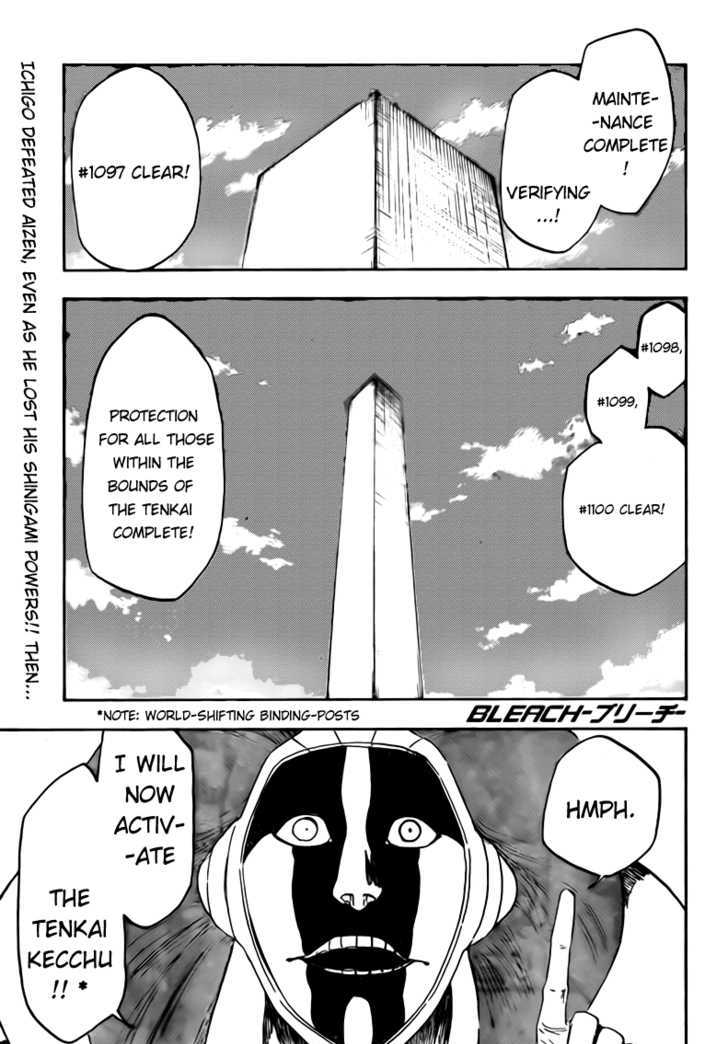 ICHIGO DEFEATED AIZEN, EVEN AS HE LOST HIS SHINIGAMI POWERS!! THEN...
MAINTE-
-NANCE
COMPLETE
!
VERIFYING
...!
#1097 CLEAR!
#1098,
#1099,
#1100 CLEAR!
PROTECTION
FOR ALL THOSE
WITHIN THE
BOUNDS OF
THE TENKAI
COMPLETE!
*NOTE: WORLD-SHIFTING BINDING-POSTS
BLEACH-ブリーチ-
HMPH.
I WILL
NOW
ACTIV-
-ATE
THE
TENKAI
KECCHU
!! *